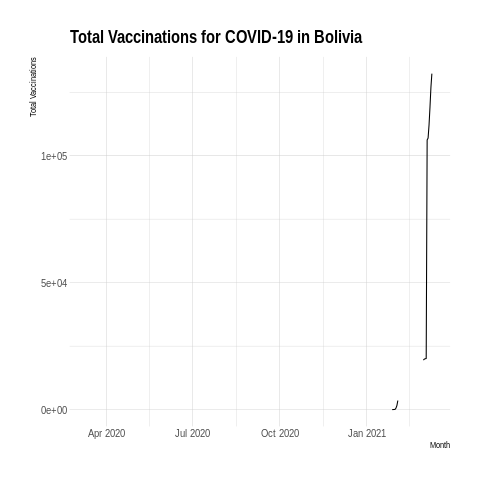 Total Vaccinations for COVID-19 in Bolivia
Total Vaccinations
1e+05
5e+04
0e+00
Apr 2020 Jul 2020 Oct 2020 Jan 2021
Month